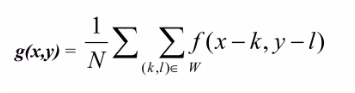 g(x,y) = 1/N ∑ ∑ f(x − k, y − l)
(k,l)∈ W